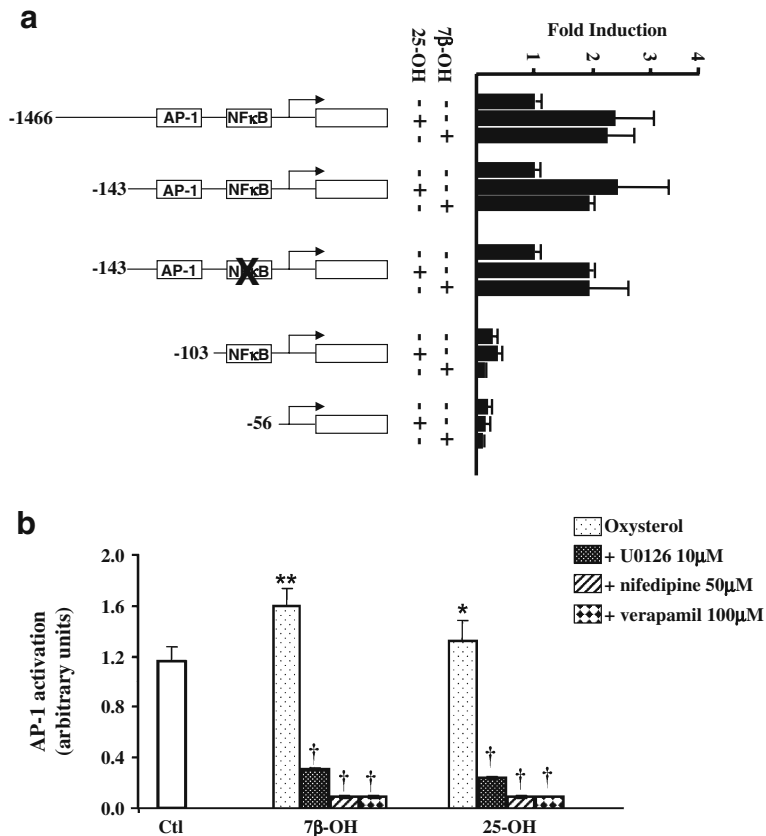 a
Fold Induction
7β-OH
25-OH
1 2 3 4
-1466 AP-1 NFκB - + -
- - +
-143 AP-1 NFκB - + -
- - +
-143 AP-1 NFκB X - + -
- - +
-103 NFκB - + -
- - +
-56 - + -
- - +
b
Oxysterol
+ U0126 10μM
+ nifedipine 50μM
+ verapamil 100μM
AP-1 activation
(arbitrary units)
2.0
1.6
1.2
0.8
0.4
0.0
** *
† † † † † †
Ctl 7β-OH 25-OH